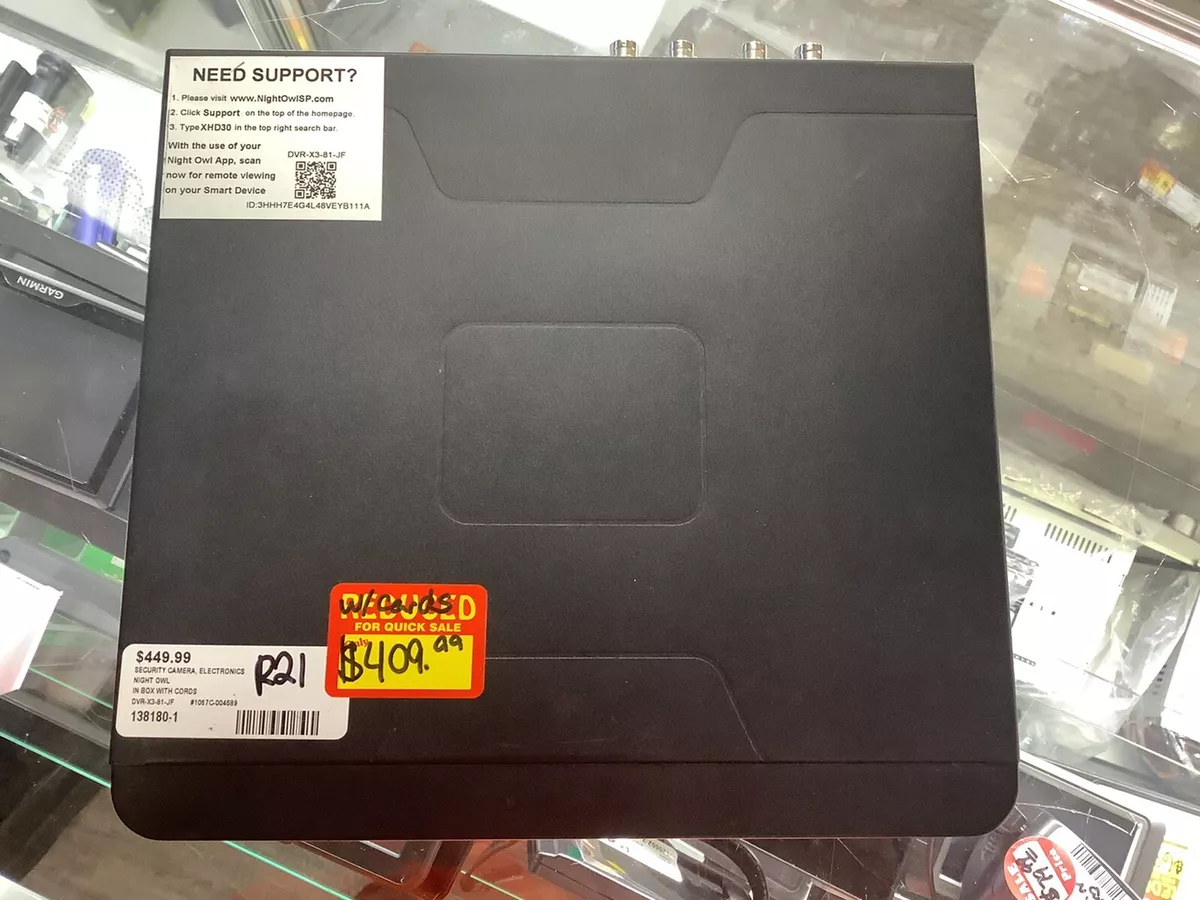 NEED SUPPORT?
1. Please visit www.NightOwlSP.com
2. Click Support on the top of the homepage.
3. Type XHD30 in the top right search bar.
With the use of your
Night Owl App, scan
now for remote viewing
on your Smart Device
DVR-X3-81-JF
ID:3HHH7E4G4L48VEYB111A
GARMIN
w/ Cords
REDUCED
FOR QUICK SALE
Only
$409.99
$449.99
SECURITY CAMERA, ELECTRONICS
NIGHT OWL
IN BOX WITH CORDS
DVR-X3-81-JF #1067C-004589
138180-1
R21
SALE
Price